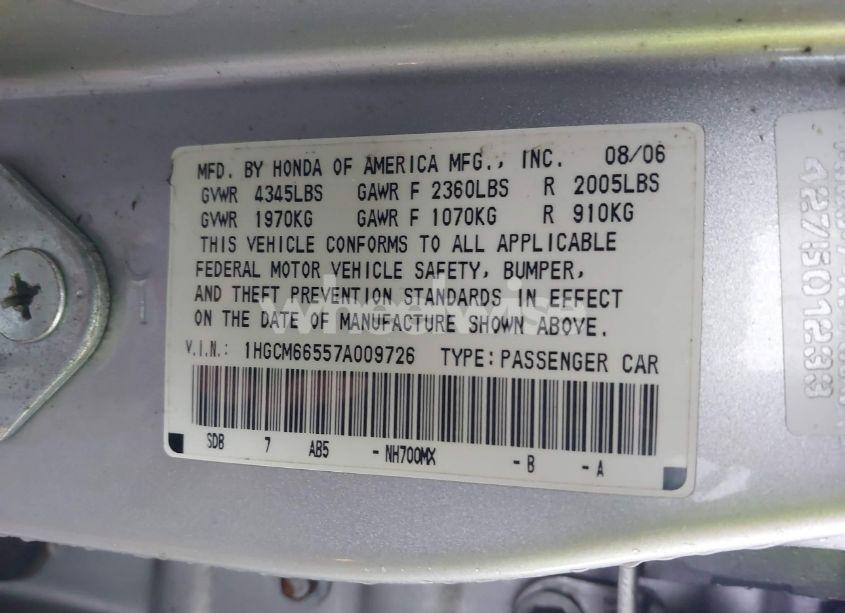 MFD. BY HONDA OF AMERICA MFG., INC. 08/06
GVWR 4345LBS GAWR F 2360LBS R 2005LBS
GVWR 1970KG GAWR F 1070KG R 910KG
THIS VEHICLE CONFORMS TO ALL APPLICABLE
FEDERAL MOTOR VEHICLE SAFETY, BUMPER,
AND THEFT PREVENTION STANDARDS IN EFFECT
ON THE DATE OF MANUFACTURE SHOWN ABOVE.
V.I.N.: 1HGCM66557A009726 TYPE:PASSENGER CAR
SDB 7 AB5 - NH700MX - B - A
wheelwise